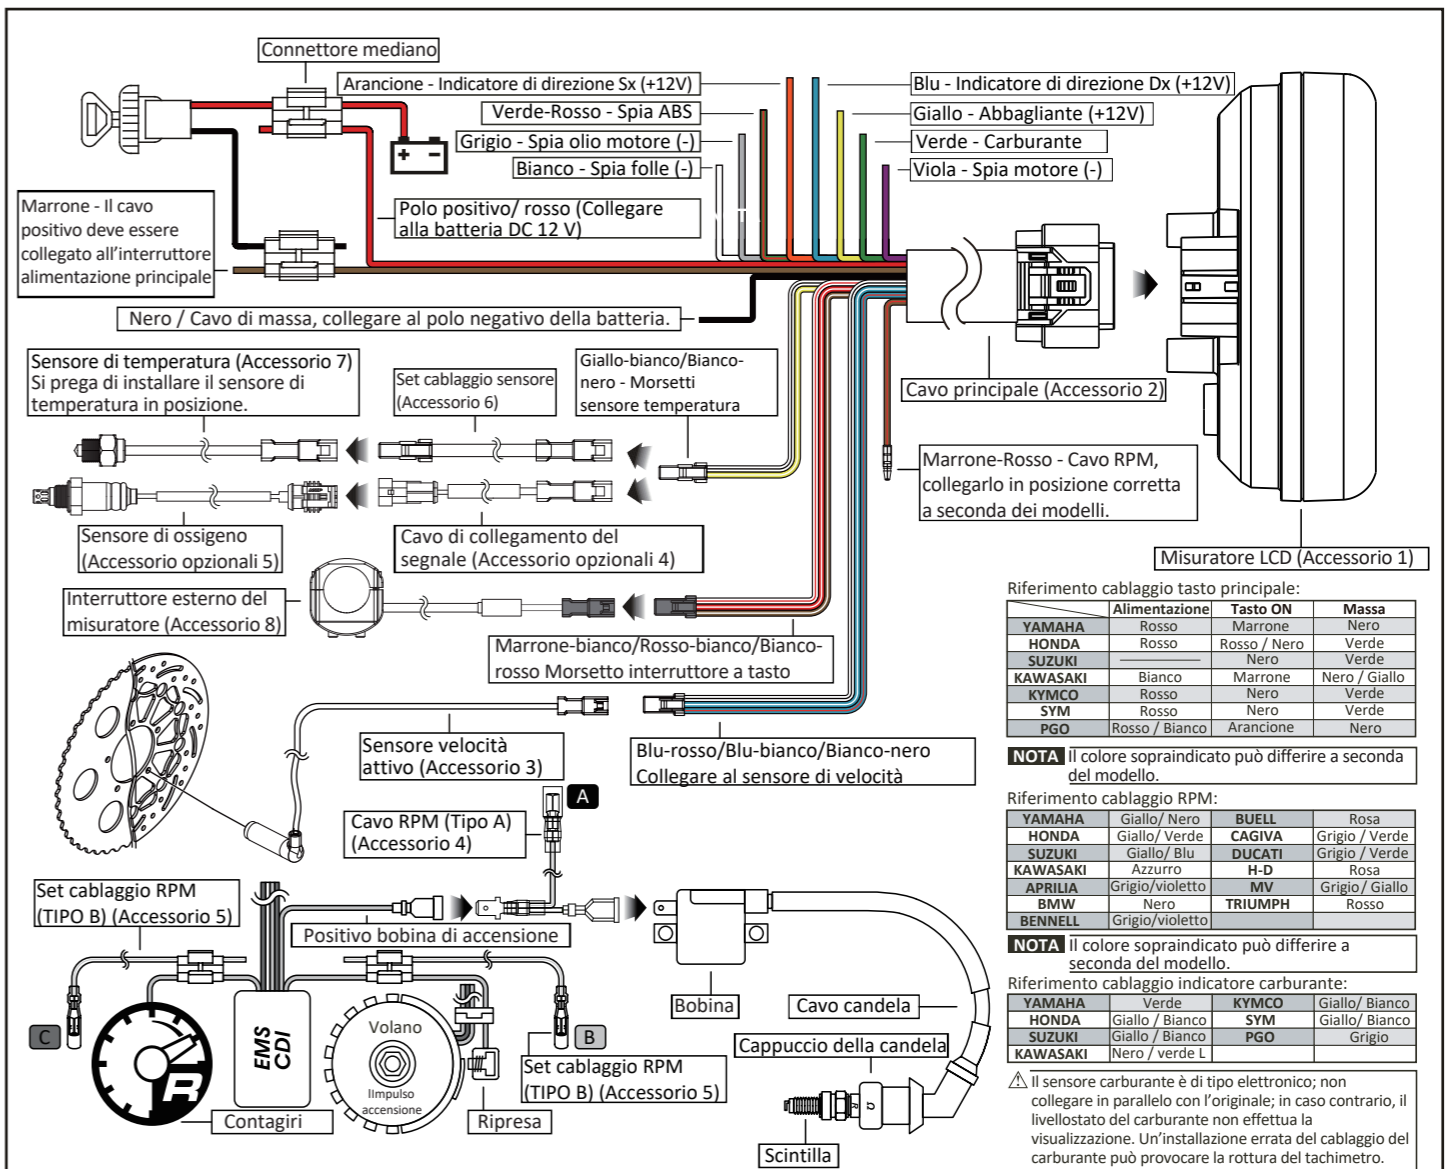 Connettore mediano
Arancione - Indicatore di direzione Sx (+12V)
Blu - Indicatore di direzione Dx (+12V)
Verde-Rosso - Spia ABS
Giallo - Abbagliante (+12V)
Grigio - Spia olio motore (-)
Verde - Carburante
Bianco - Spia folle (-)
Viola - Spia motore (-)
+ -
Marrone - Il cavo
positivo deve essere
collegato all'interruttore
alimentazione principale
Polo positivo/ rosso (Collegare
alla batteria DC 12 V)
Nero / Cavo di massa, collegare al polo negativo della batteria.
Sensore di temperatura (Accessorio 7)
Si prega di installare il sensore di
temperatura in posizione.
Set cablaggio sensore
(Accessorio 6)
Giallo-bianco/Bianco-
nero - Morsetti
sensore temperatura
Cavo principale (Accessorio 2)
Marrone-Rosso - Cavo RPM,
collegarlo in posizione corretta
a seconda dei modelli.
Sensore di ossigeno
(Accessorio opzionali 5)
Cavo di collegamento del
segnale (Accessorio opzionali 4)
Misuratore LCD (Accessorio 1)
Interruttore esterno del
misuratore (Accessorio 8)
Marrone-bianco/Rosso-bianco/Bianco-
rosso Morsetto interruttore a tasto
Sensore velocità
attivo (Accessorio 3)
Blu-rosso/Blu-bianco/Bianco-nero
Collegare al sensore di velocità
A
Cavo RPM (Tipo A)
(Accessorio 4)
Set cablaggio RPM
(TIPO B) (Accessorio 5)
Positivo bobina di accensione
Bobina
Cavo candela
C
R
EMS
CDI
Volano
IImpulso
accensione
B
Set cablaggio RPM
(TIPO B) (Accessorio 5)
Contagiri
Ripresa
Cappuccio della candela
Ω
R
Scintilla
Riferimento cablaggio tasto principale:
Alimentazione Tasto ON Massa
YAMAHA Rosso Marrone Nero
HONDA Rosso Rosso / Nero Verde
SUZUKI ———— Nero Verde
KAWASAKI Bianco Marrone Nero / Giallo
KYMCO Rosso Nero Verde
SYM Rosso Nero Verde
PGO Rosso / Bianco Arancione Nero
NOTA Il colore sopraindicato può differire a seconda
del modello.
Riferimento cablaggio RPM:
YAMAHA Giallo/ Nero BUELL Rosa
HONDA Giallo/ Verde CAGIVA Grigio / Verde
SUZUKI Giallo/ Blu DUCATI Grigio / Verde
KAWASAKI Azzurro H-D Rosa
APRILIA Grigio/violetto MV Grigio / Giallo
BMW Nero TRIUMPH Rosso
BENNELL Grigio/violetto
NOTA Il colore sopraindicato può differire a
seconda del modello.
Riferimento cablaggio indicatore carburante:
YAMAHA Verde KYMCO Giallo/ Bianco
HONDA Giallo / Bianco SYM Giallo/ Bianco
SUZUKI Giallo / Bianco PGO Grigio
KAWASAKI Nero / verde L
⚠ Il sensore carburante è di tipo elettronico; non
collegare in parallelo con l'originale; in caso contrario, il
livellostato del carburante non effettua la
visualizzazione. Un'installazione errata del cablaggio del
carburante può provocare la rottura del tachimetro.